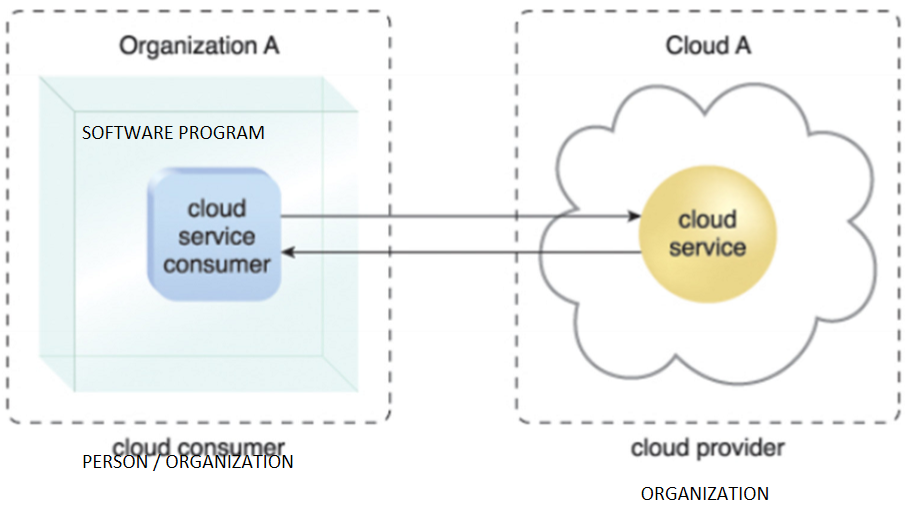 Organization A
SOFTWARE PROGRAM
cloud
service
consumer
cloud consumer
PERSON / ORGANIZATION
Cloud A
cloud
service
cloud provider
ORGANIZATION